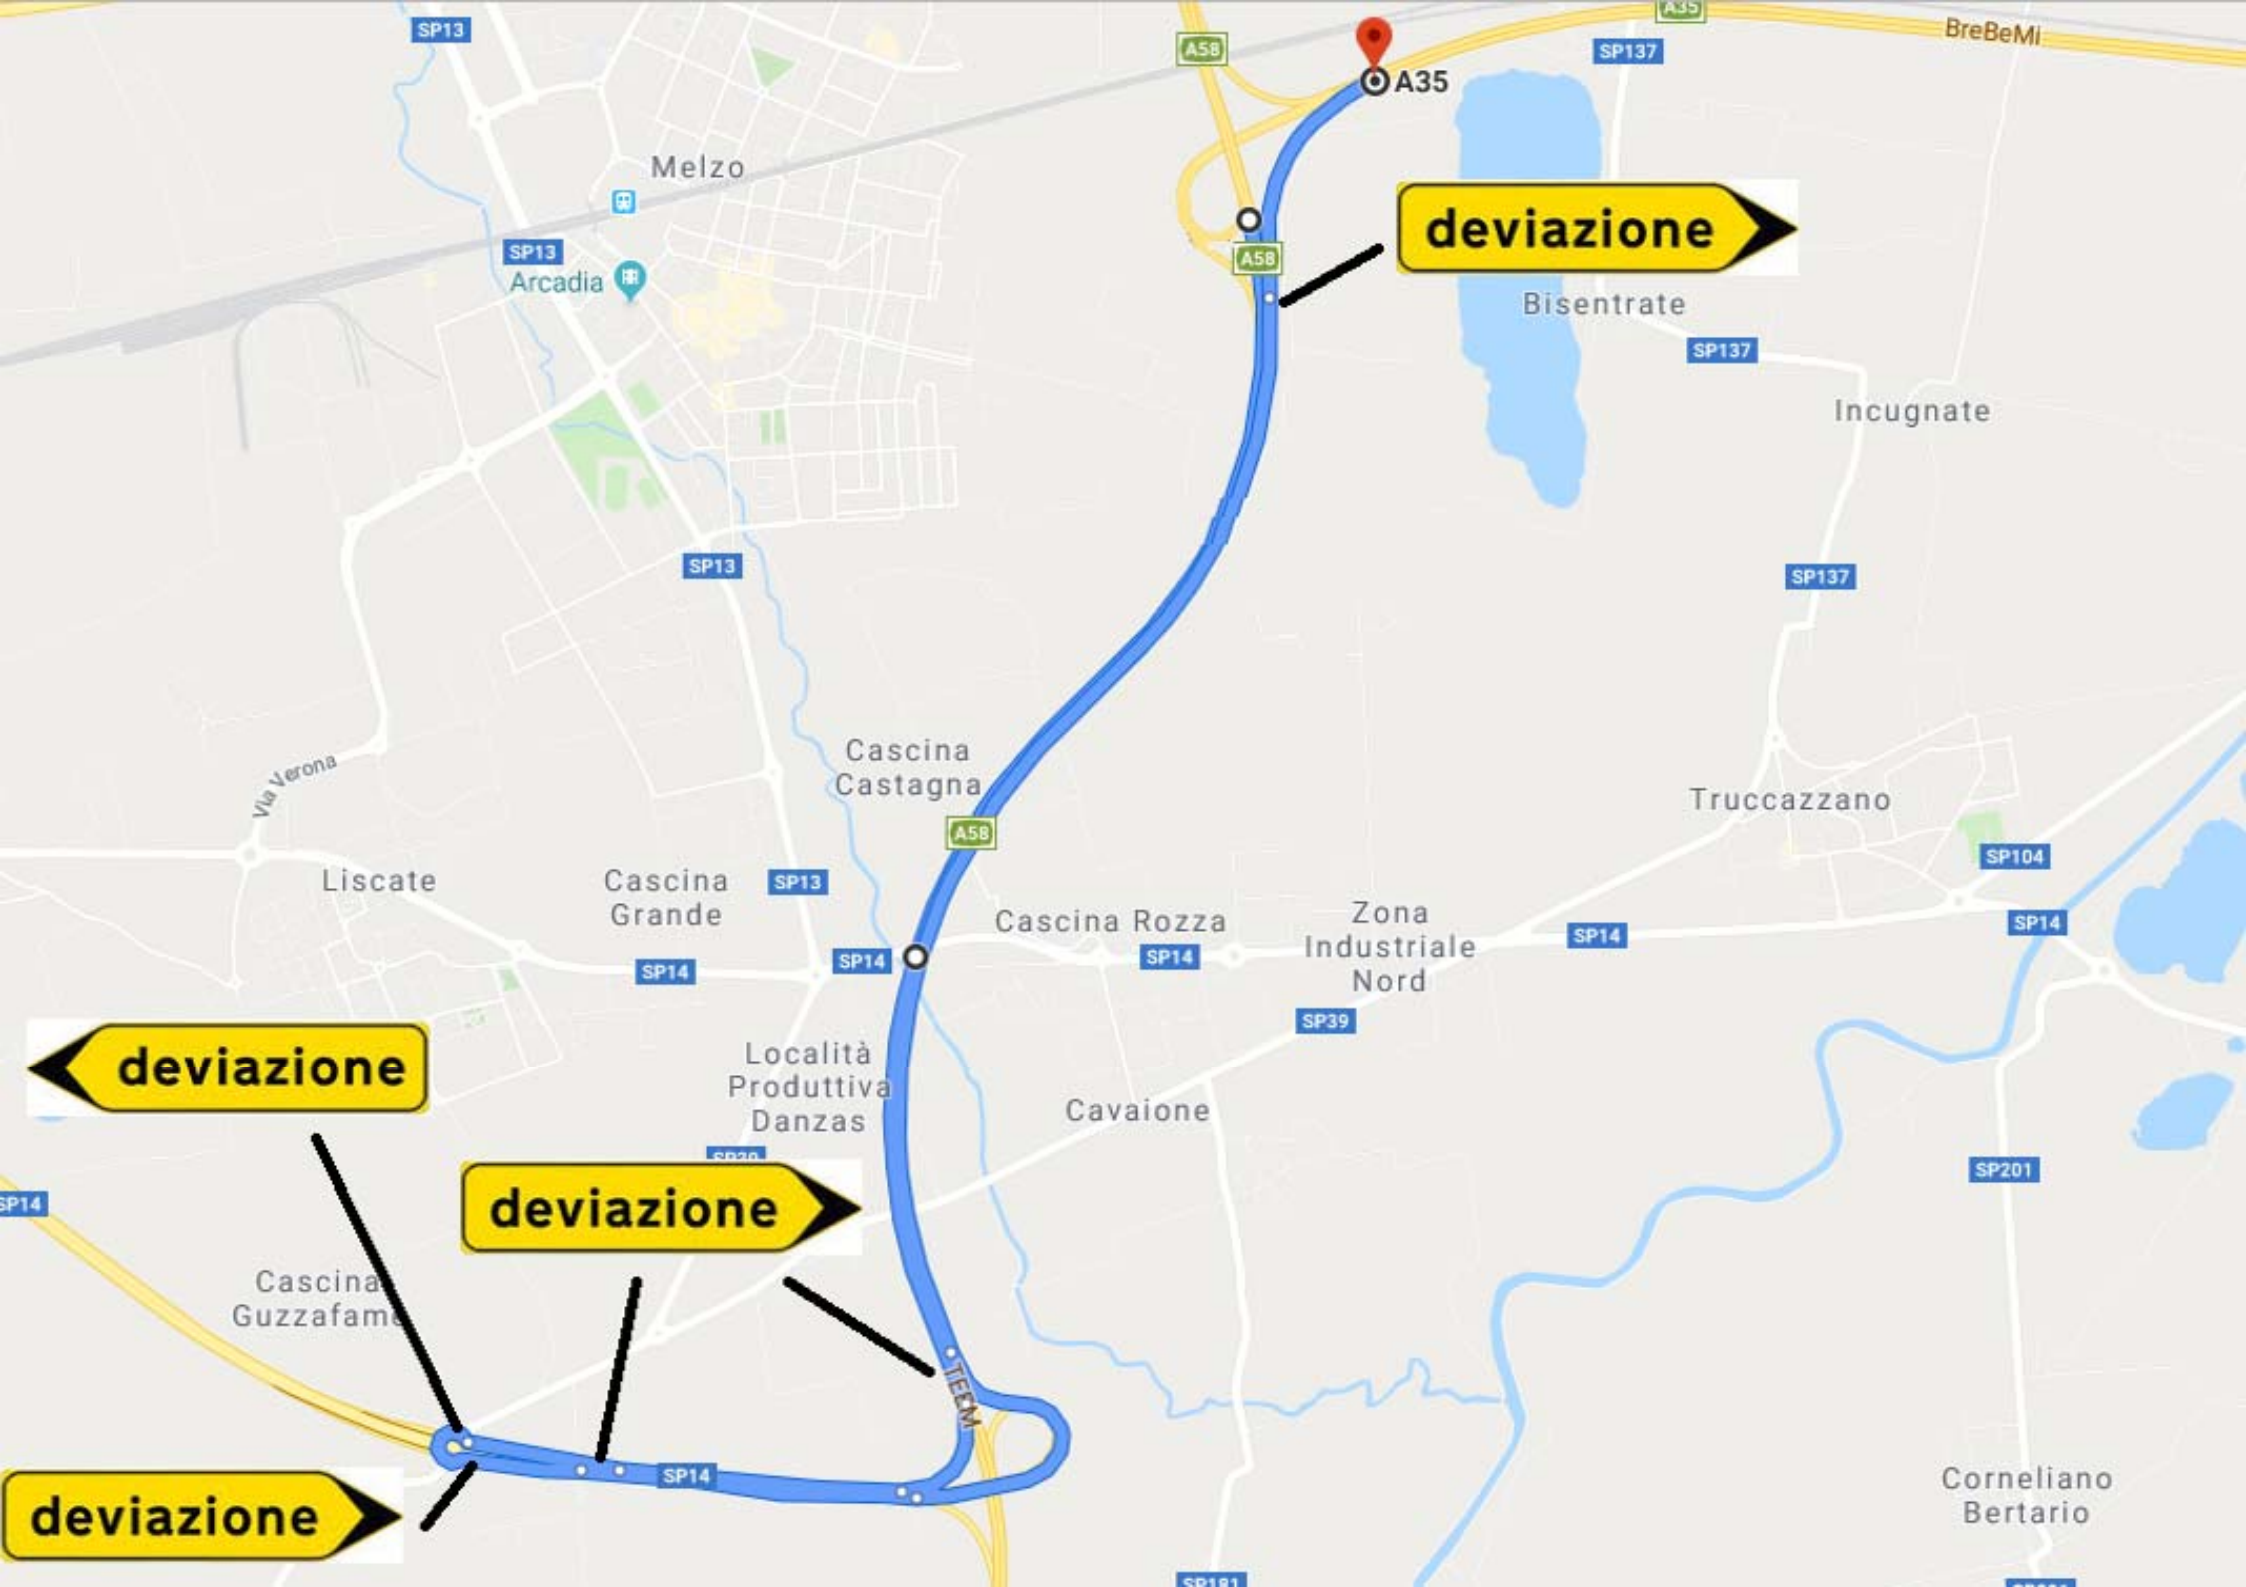 SP13
A58
A35
SP137
BreBeMi
A35
Melzo
deviazione
SP13
A58
Arcadia
Bisentrate
SP137
Incugnate
SP13
SP137
Cascina
Castagna
Via Verona
Truccazzano
A58
SP104
Liscate
Cascina
Grande
SP13
Cascina Rozza
Zona
Industriale
Nord
SP14
SP14
SP14
SP14
SP14
SP39
deviazione
Località
Produttiva
Danzas
Cavaione
SP39
SP201
SP14
deviazione
Cascina
Guzzafame
TEEM
SP14
deviazione
Corneliano
Bertario
SP181